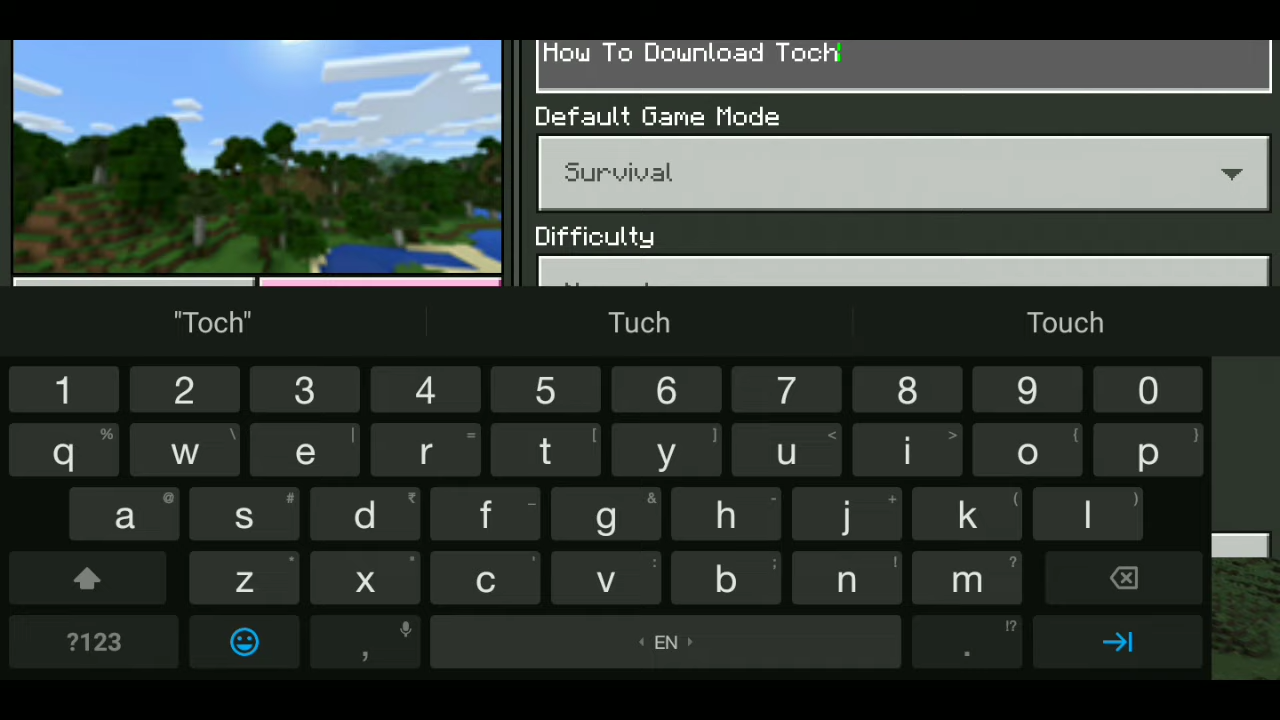 How To Download Toch
Default Game Mode
Survival
Difficulty
"Toch" Tuch Touch
1 2 3 4 5 6 7 8 9 0
% \ | = [ ] < > { }
q w e r t y u i o p
@ # ₹ _ & - + ( )
a s d f g h j k l
* " ' : ; ! ?
z x c v b n m
!?
?123 , EN .